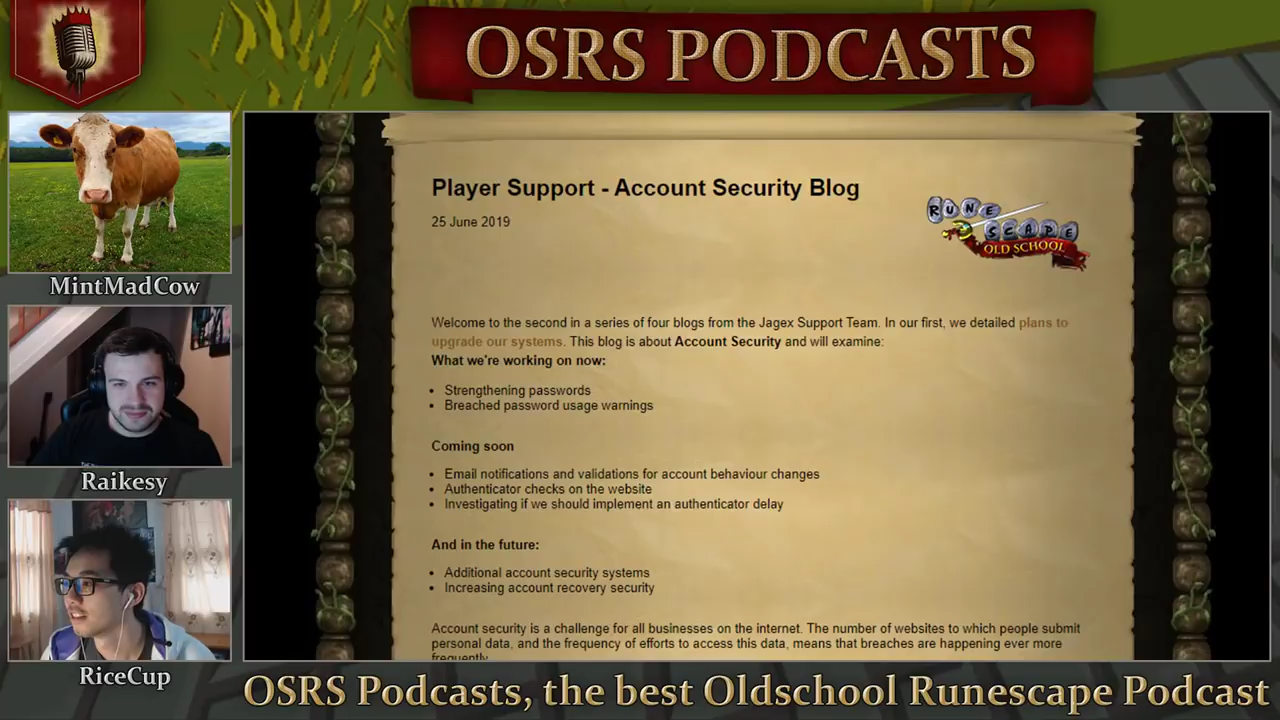 OSRS PODCASTS
MintMadCow
Raikesy
RiceCup
Player Support - Account Security Blog
25 June 2019
RUNE
SCAPE
OLD SCHOOL
Welcome to the second in a series of four blogs from the Jagex Support Team. In our first, we detailed plans to
upgrade our systems. This blog is about Account Security and will examine:
What we're working on now:
• Strengthening passwords
• Breached password usage warnings
Coming soon
• Email notifications and validations for account behaviour changes
• Authenticator checks on the website
• Investigating if we should implement an authenticator delay
And in the future:
• Additional account security systems
• Increasing account recovery security
Account security is a challenge for all businesses on the internet. The number of websites to which people submit
personal data, and the frequency of efforts to access this data, means that breaches are happening ever more
frequently.
OSRS Podcasts, the best Oldschool Runescape Podcast